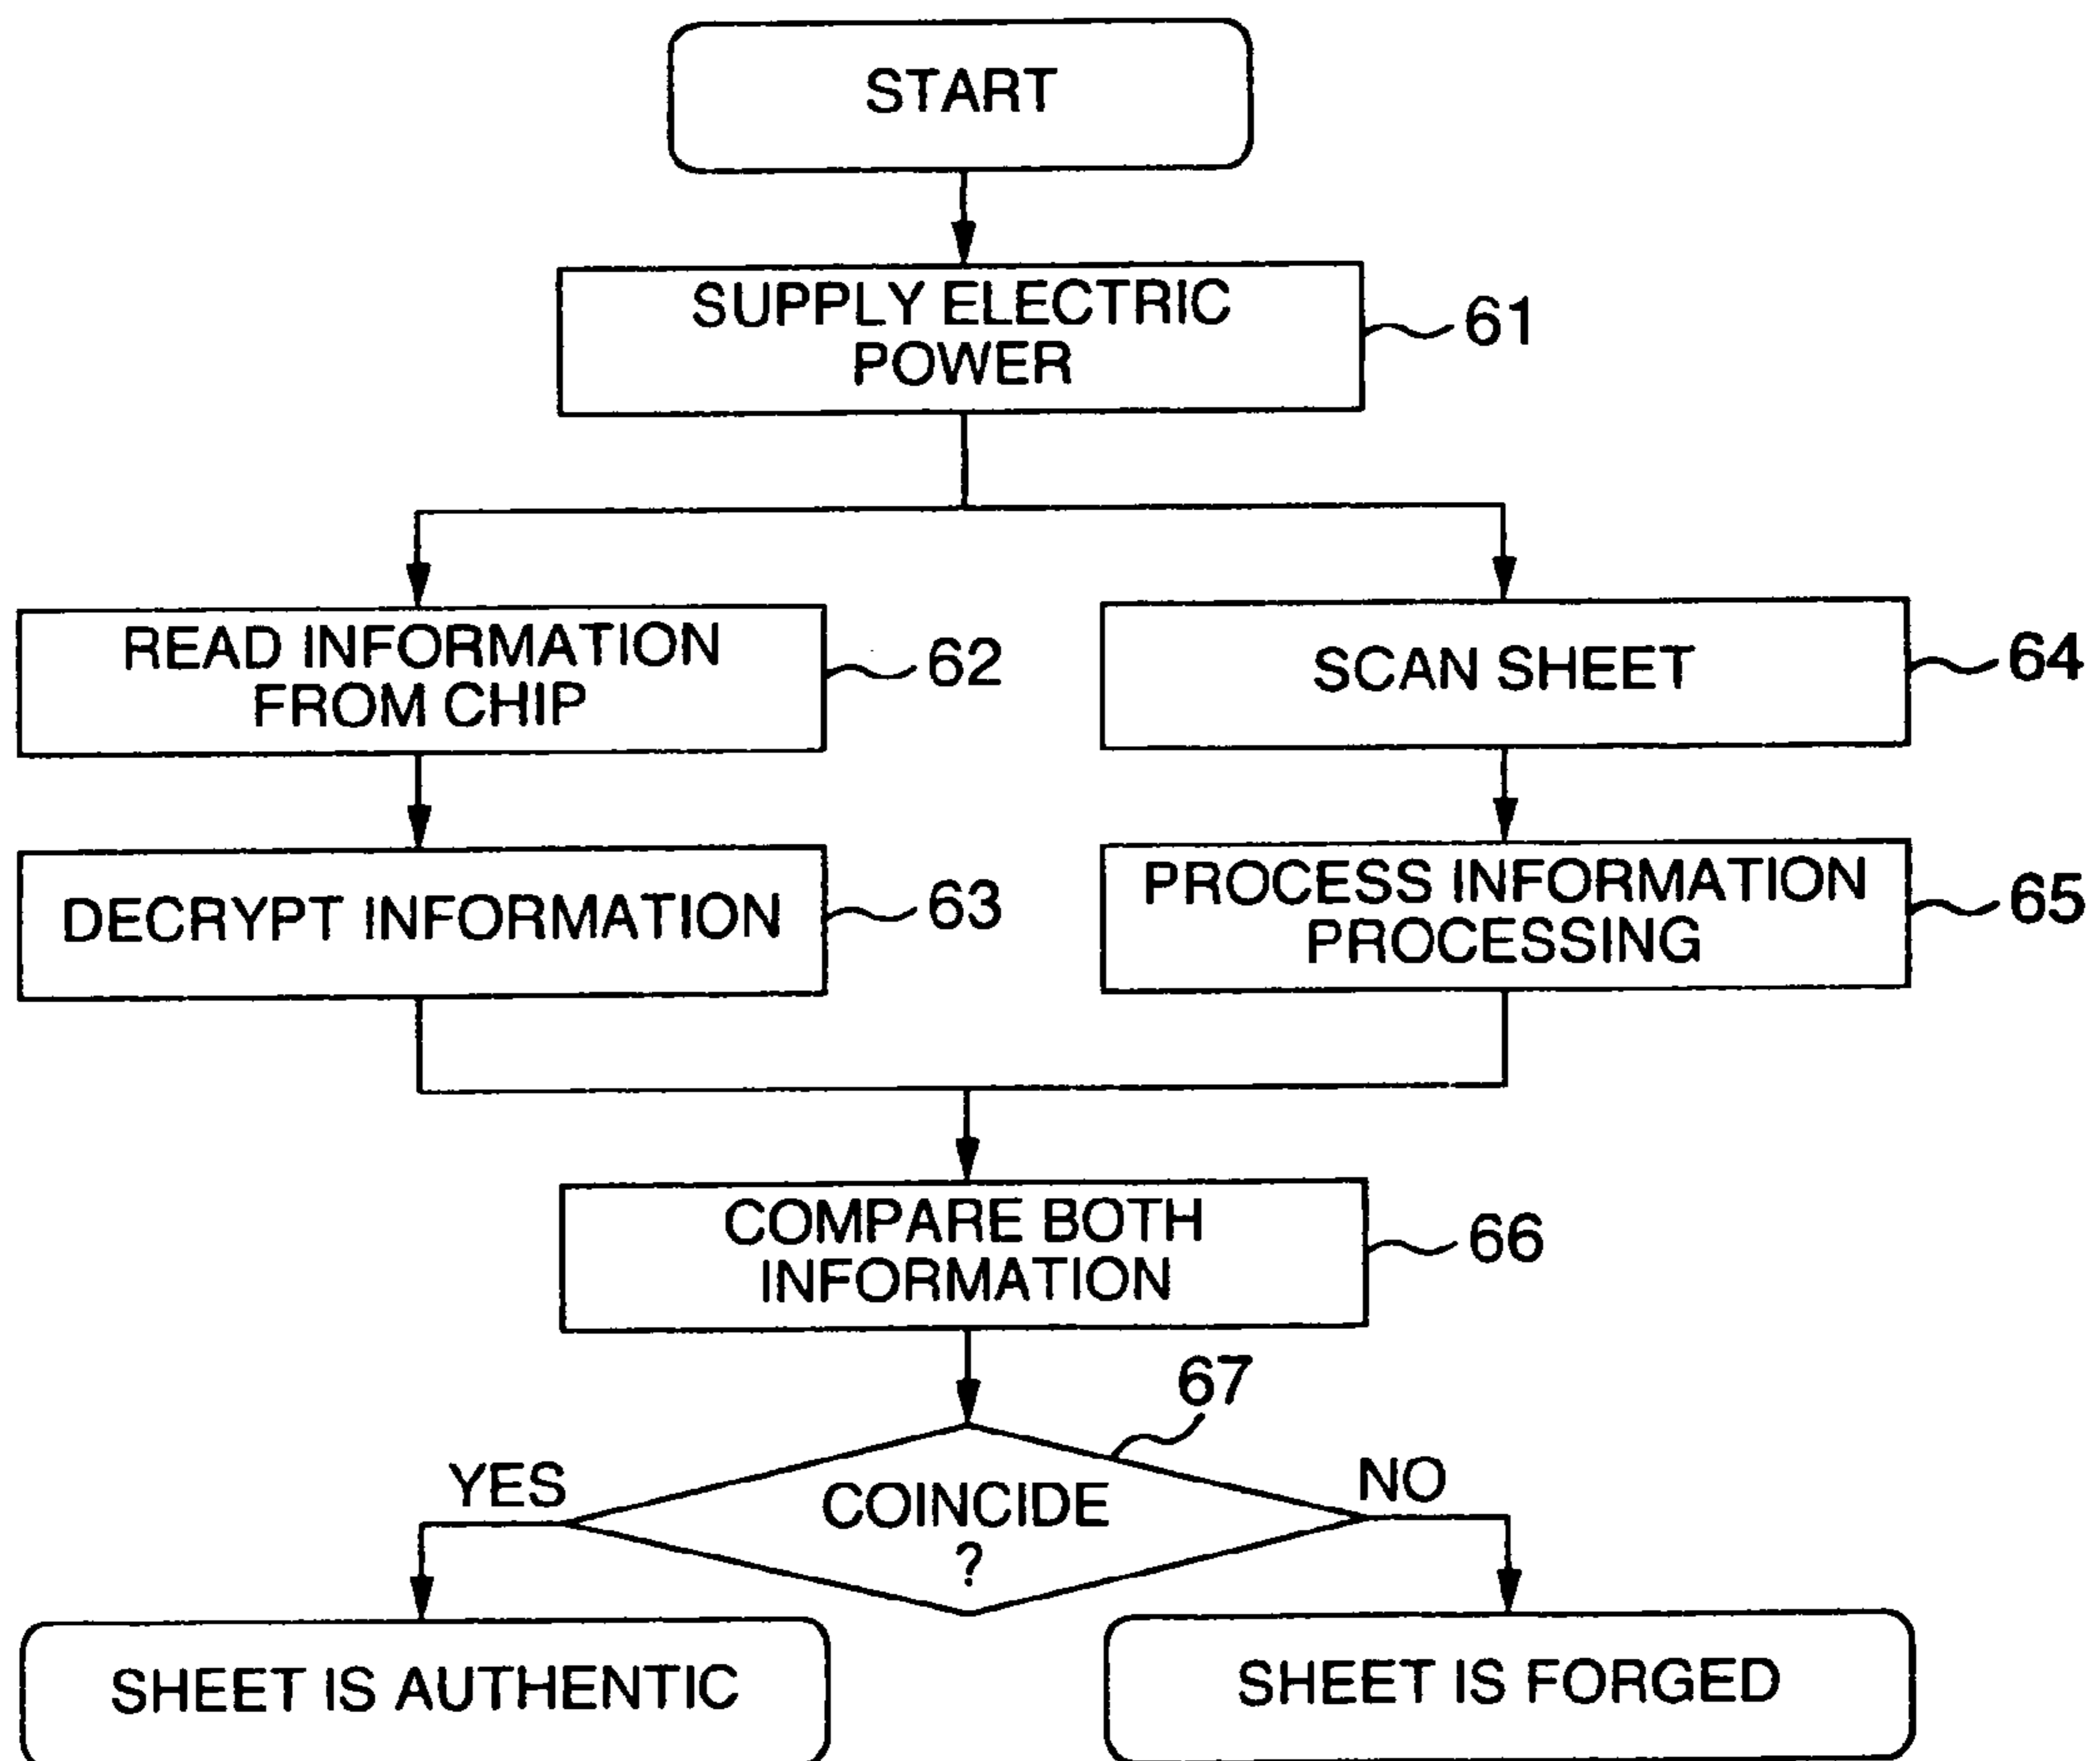 START
SUPPLY ELECTRIC
POWER
61
READ INFORMATION
FROM CHIP
62
SCAN SHEET
64
DECRYPT INFORMATION
63
PROCESS INFORMATION
PROCESSING
65
COMPARE BOTH
INFORMATION
66
67
YES
COINCIDE
?
NO
SHEET IS AUTHENTIC
SHEET IS FORGED